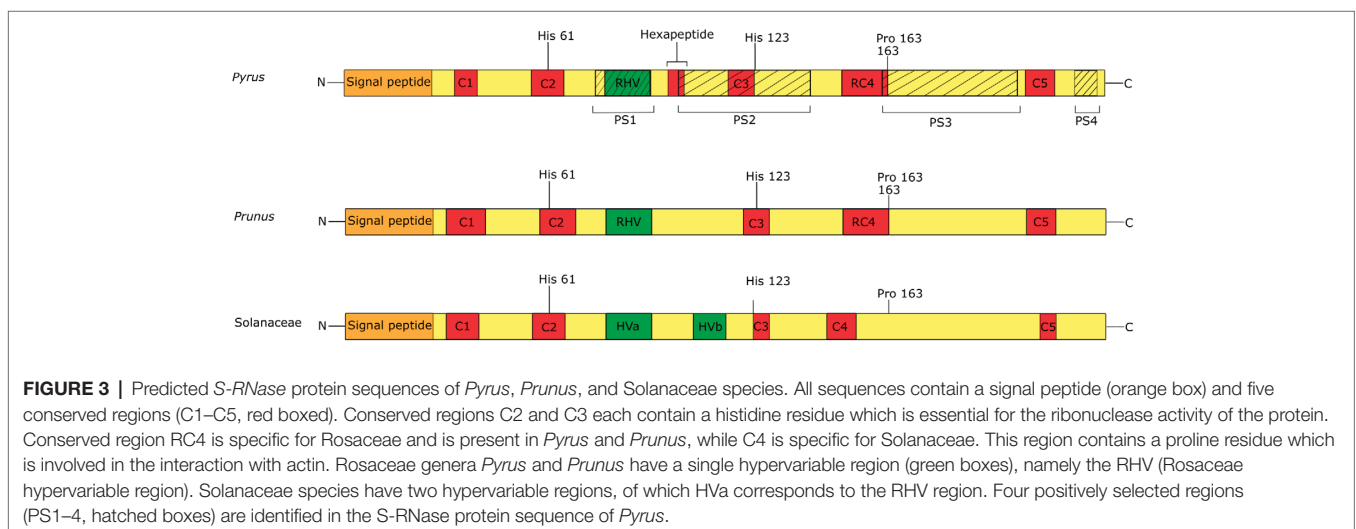 Hexapeptide
His 61 His 123 Pro 163
163
Pyrus N Signal peptide C1 C2 RHV C3 RC4 C5 C
PS1 PS2 PS3 PS4
His 61 His 123 Pro 163
163
Prunus N Signal peptide C1 C2 RHV C3 RC4 C5 C
His 61 His 123 Pro 163
Solanaceae N Signal peptide C1 C2 HVa HVb C3 C4 C5 C
FIGURE 3 | Predicted S-RNase protein sequences of Pyrus, Prunus, and Solanaceae species. All sequences contain a signal peptide (orange box) and five
conserved regions (C1–C5, red boxed). Conserved regions C2 and C3 each contain a histidine residue which is essential for the ribonuclease activity of the protein.
Conserved region RC4 is specific for Rosaceae and is present in Pyrus and Prunus, while C4 is specific for Solanaceae. This region contains a proline residue which
is involved in the interaction with actin. Rosaceae genera Pyrus and Prunus have a single hypervariable region (green boxes), namely the RHV (Rosaceae
hypervariable region). Solanaceae species have two hypervariable regions, of which HVa corresponds to the RHV region. Four positively selected regions
(PS1–4, hatched boxes) are identified in the S-RNase protein sequence of Pyrus.